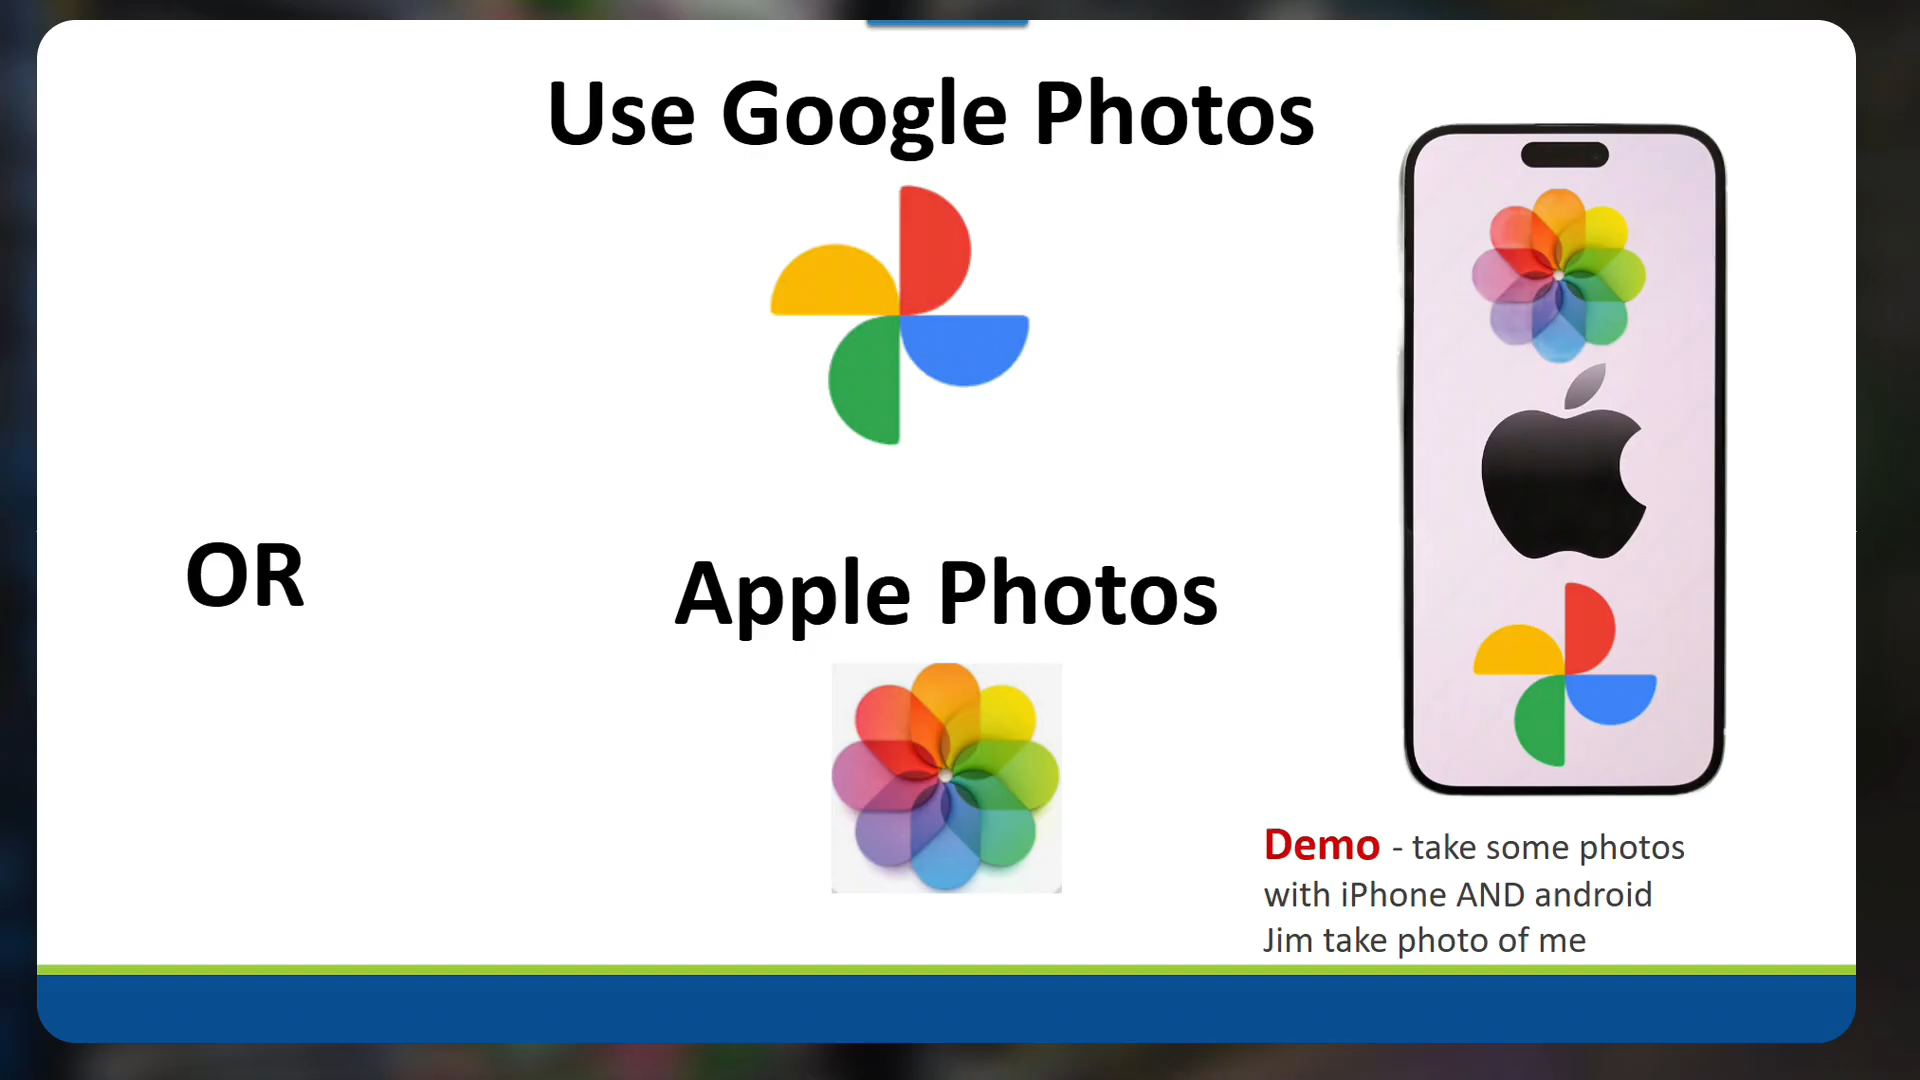 Use Google Photos
OR
Apple Photos
Demo - take some photos
with iPhone AND android
Jim take photo of me